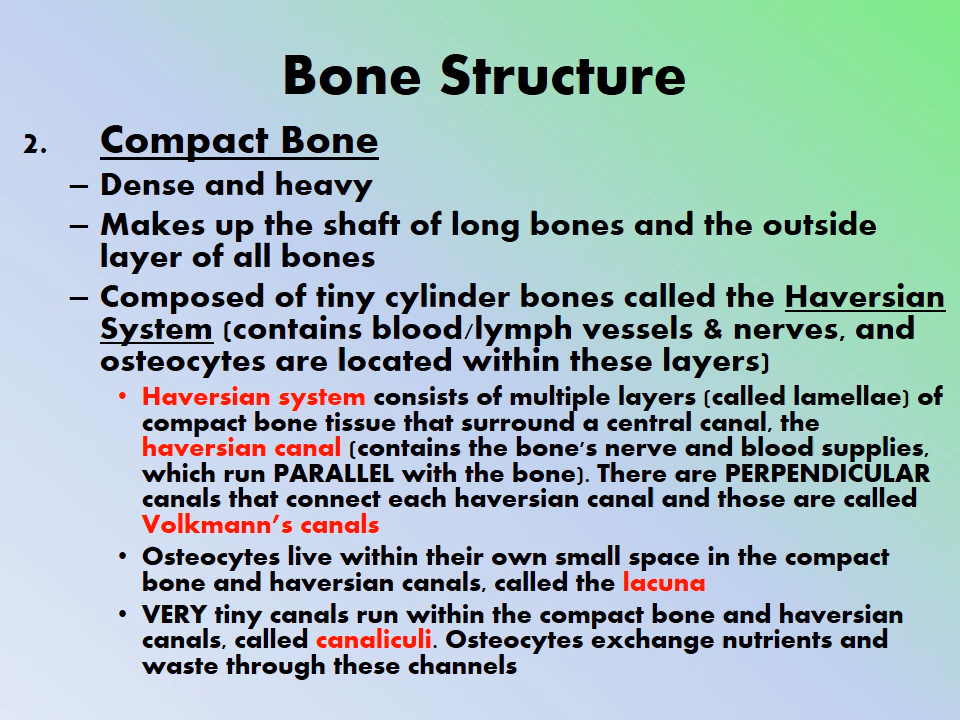 Bone Structure
2. Compact Bone
– Dense and heavy
– Makes up the shaft of long bones and the outside
layer of all bones
– Composed of tiny cylinder bones called the Haversian
System (contains blood/lymph vessels & nerves, and
osteocytes are located within these layers)
• Haversian system consists of multiple layers (called lamellae) of
compact bone tissue that surround a central canal, the
haversian canal (contains the bone's nerve and blood supplies,
which run PARALLEL with the bone). There are PERPENDICULAR
canals that connect each haversian canal and those are called
Volkmann's canals
• Osteocytes live within their own small space in the compact
bone and haversian canals, called the lacuna
• VERY tiny canals run within the compact bone and haversian
canals, called canaliculi. Osteocytes exchange nutrients and
waste through these channels